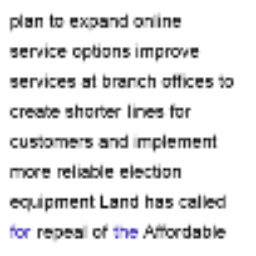 plan to expand online
service options improve
services at branch offices to
create shorter lines for
customers and implement
more reliable election
equipment Land has called
for repeal of the Affordable